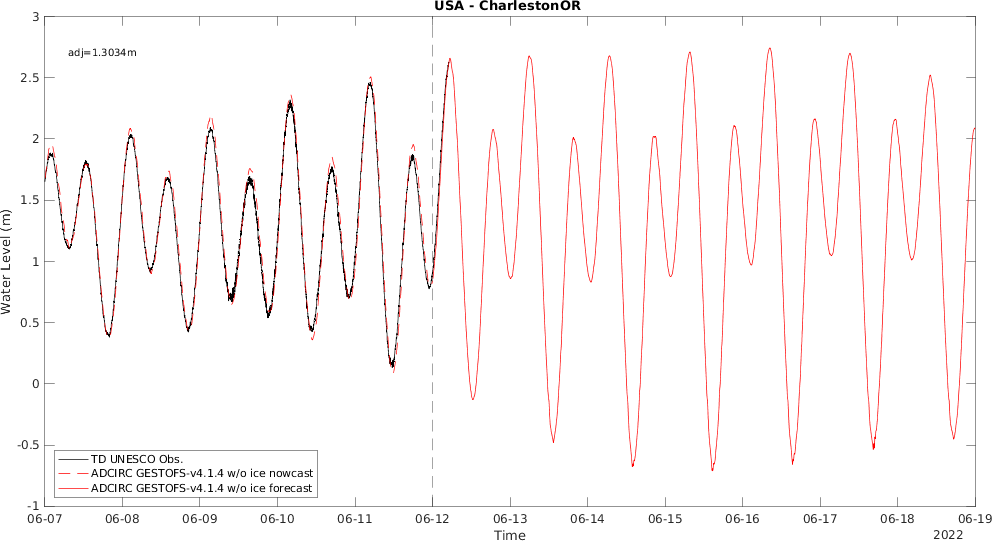 USA - CharlestonOR
adj=1.3034m
3
2.5
2
1.5
1
0.5
0
-0.5
-1
Water Level (m)
TD UNESCO Obs.
ADCIRC GESTOFS-v4.1.4 w/o ice nowcast
ADCIRC GESTOFS-v4.1.4 w/o ice forecast
06-07 06-08 06-09 06-10 06-11 06-12 06-13 06-14 06-15 06-16 06-17 06-18 06-19
Time
2022